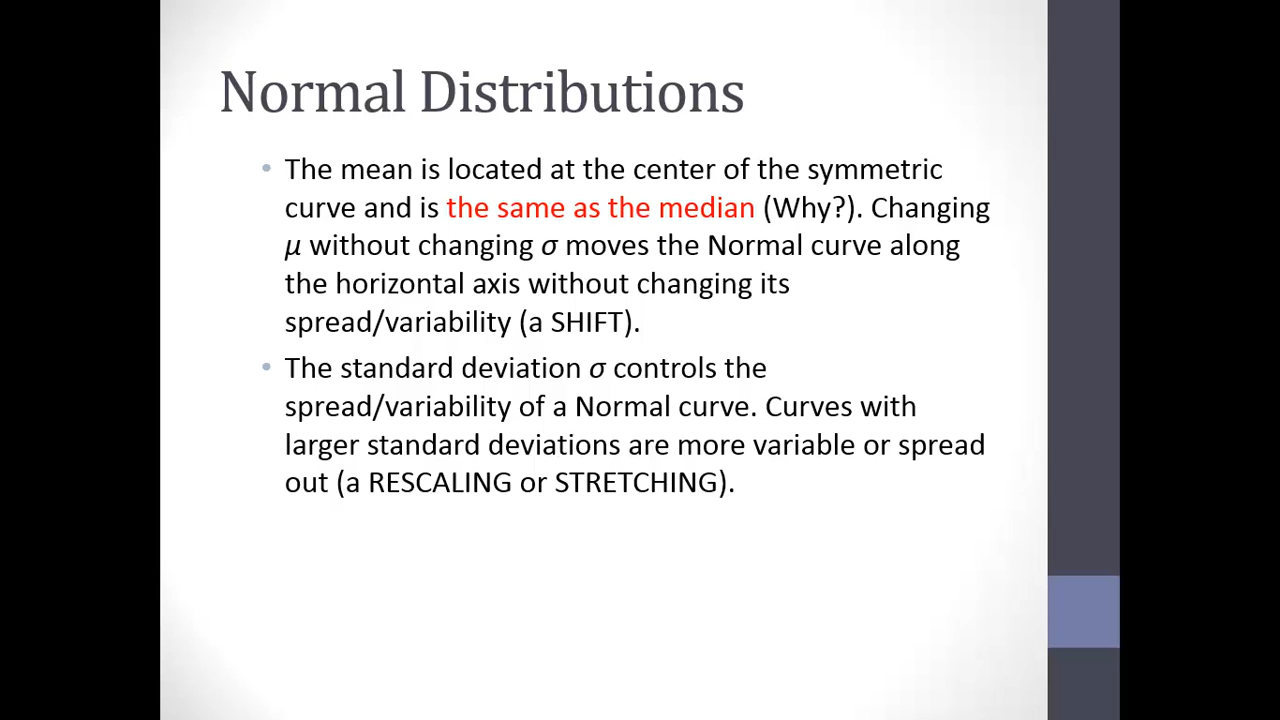 Normal Distributions
• The mean is located at the center of the symmetric
curve and is the same as the median (Why?). Changing
μ without changing σ moves the Normal curve along
the horizontal axis without changing its
spread/variability (a SHIFT).
• The standard deviation σ controls the
spread/variability of a Normal curve. Curves with
larger standard deviations are more variable or spread
out (a RESCALING or STRETCHING).